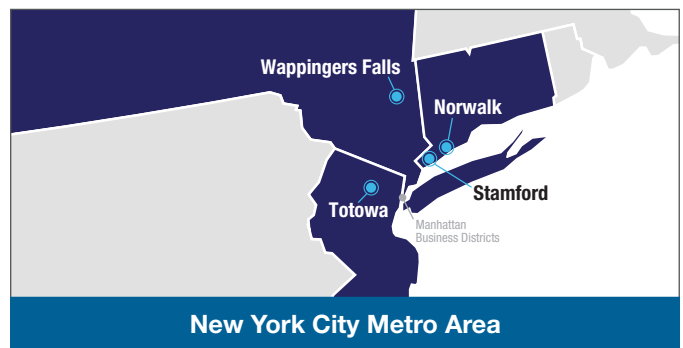 Wappingers Falls
Norwalk
Stamford
Totowa
Manhattan
Business Districts
New York City Metro Area